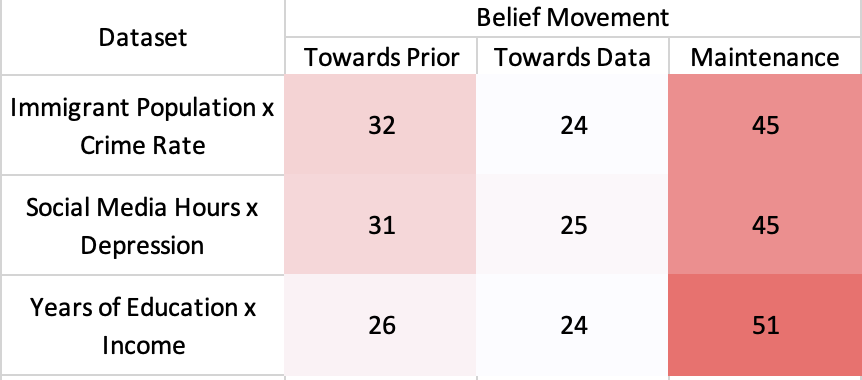 Dataset
Belief Movement
Towards Prior Towards Data Maintenance
Immigrant Population x
Crime Rate
32 24 45
Social Media Hours x
Depression
31 25 45
Years of Education x
Income
26 24 51